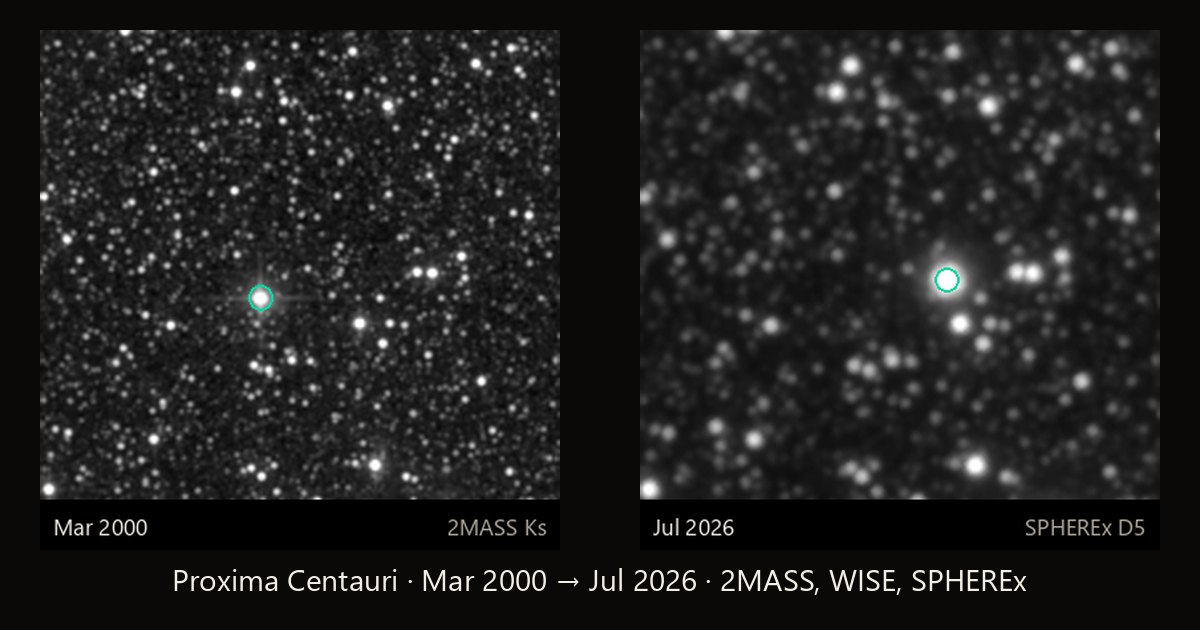 Mar 2000
2MASS Ks
Jul 2026
SPHEREx D5
Proxima Centauri · Mar 2000 → Jul 2026 · 2MASS, WISE, SPHEREx